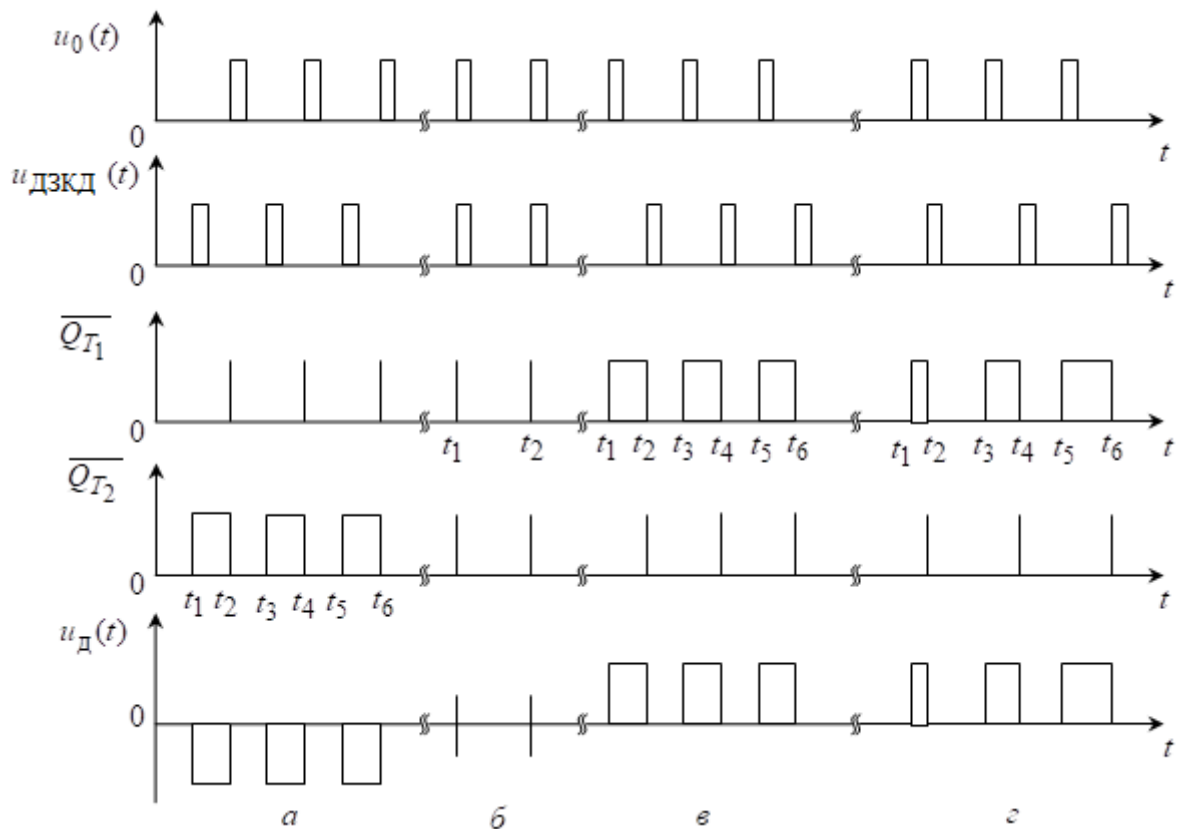 u₀(t)
0
t
uДЗКД (t)
0
t
Q̅T₁
0
t₁ t₂ t₁ t₂ t₃ t₄ t₅ t₆ t₁ t₂ t₃ t₄ t₅ t₆ t
Q̅T₂
0
t₁ t₂ t₃ t₄ t₅ t₆ t
uд(t)
0
t
а б в г